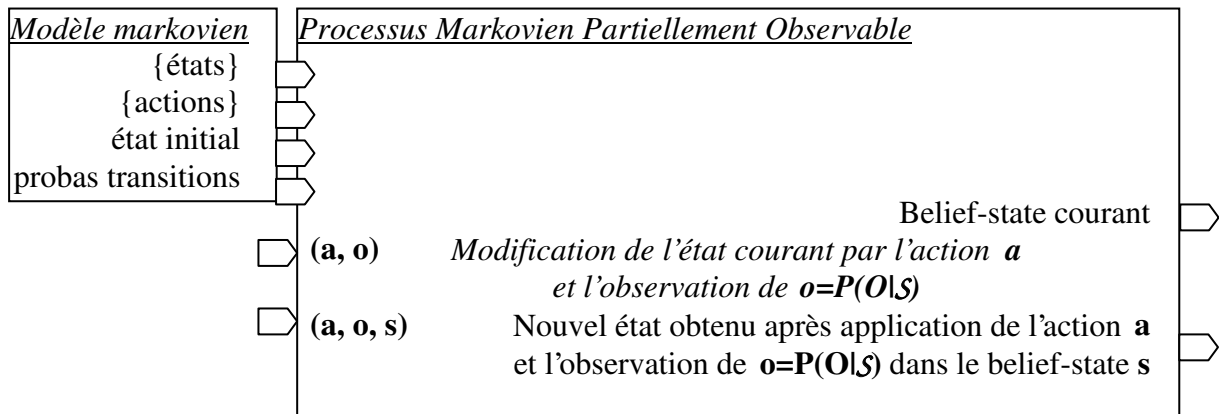 Modèle markovien
{états}
{actions}
état initial
probas transitions
Processus Markovien Partiellement Observable
Belief-state courant
(a, o) Modification de l'état courant par l'action a
et l'observation de o=P(O|S)
(a, o, s) Nouvel état obtenu après application de l'action a
et l'observation de o=P(O|S) dans le belief-state s